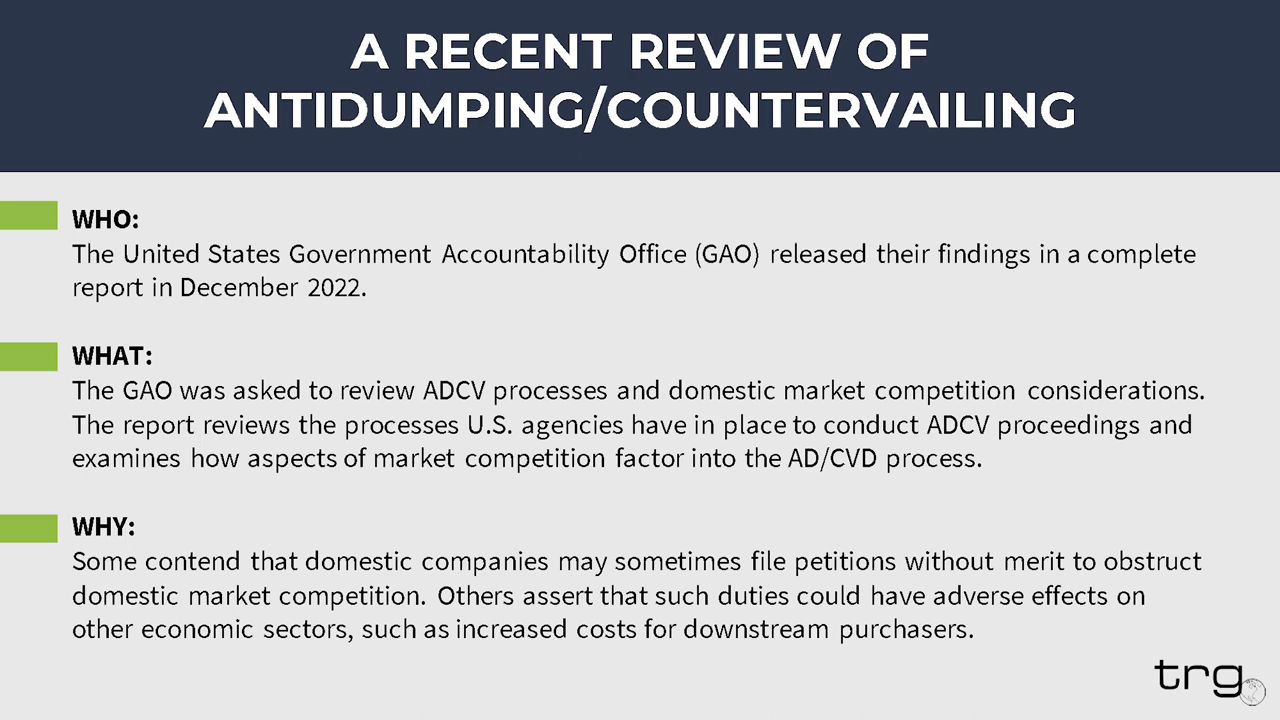 A RECENT REVIEW OF
ANTIDUMPING/COUNTERVAILING
WHO:
The United States Government Accountability Office (GAO) released their findings in a complete
report in December 2022.
WHAT:
The GAO was asked to review ADCV processes and domestic market competition considerations.
The report reviews the processes U.S. agencies have in place to conduct ADCV proceedings and
examines how aspects of market competition factor into the AD/CVD process.
WHY:
Some contend that domestic companies may sometimes file petitions without merit to obstruct
domestic market competition. Others assert that such duties could have adverse effects on
other economic sectors, such as increased costs for downstream purchasers.
trg